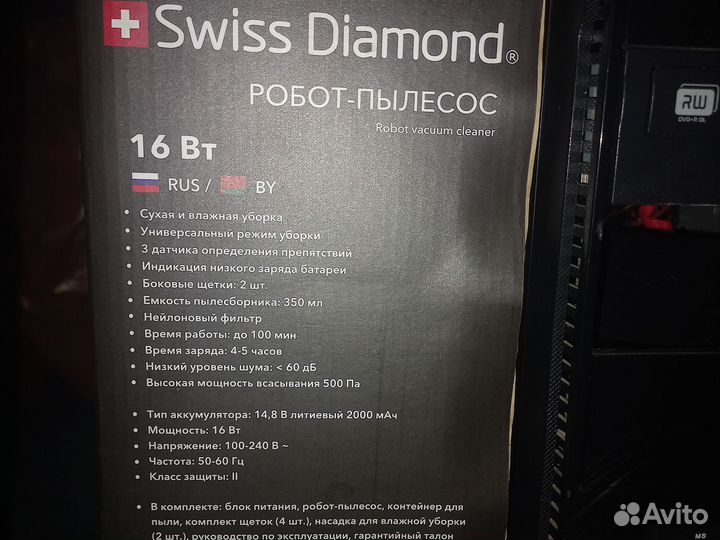 Swiss Diamond®
РОБОТ-ПЫЛЕСОС
Robot vacuum cleaner
16 Вт
RUS / BY
• Сухая и влажная уборка
• Универсальный режим уборки
• 3 датчика определения препятствий
• Индикация низкого заряда батареи
• Боковые щетки: 2 шт.
• Емкость пылесборника: 350 мл
• Нейлоновый фильтр
• Время работы: до 100 мин
• Время заряда: 4-5 часов
• Низкий уровень шума: < 60 дБ
• Высокая мощность всасывания 500 Па
• Тип аккумулятора: 14,8 В литиевый 2000 мАч
• Мощность: 16 Вт
• Напряжение: 100-240 В ~
• Частота: 50-60 Гц
• Класс защиты: II
• В комплекте: блок питания, робот-пылесос, контейнер для
пыли, комплект щеток (4 шт.), насадка для влажной уборки
(2 шт.), руководство по эксплуатации, гарантийный талон
RW
DVD+R DL
Avito
MS